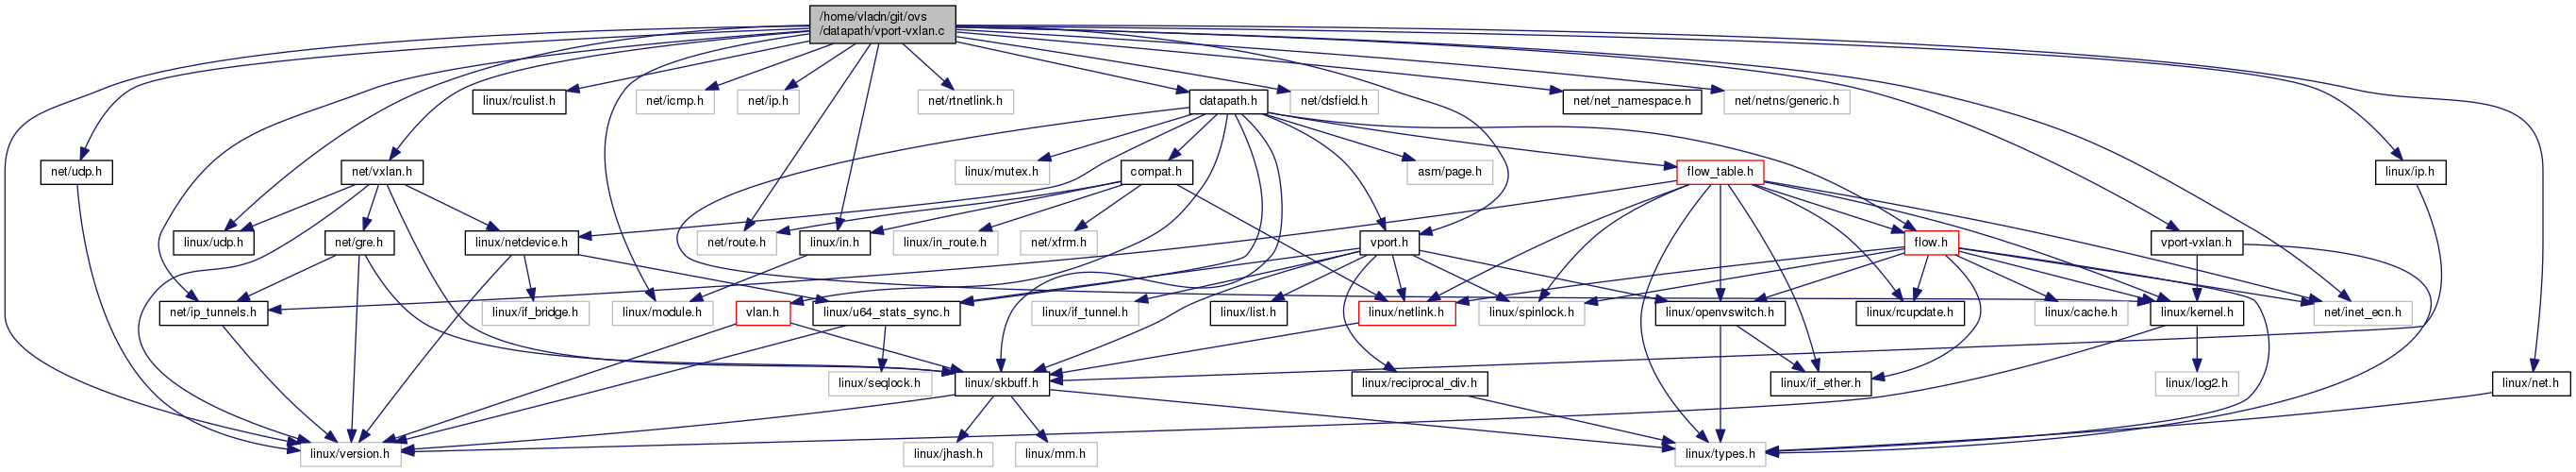 /home/vladn/git/ovs
/datapath/vport-vxlan.c
linux/rculist.h
net/icmp.h
net/ip.h
net/rtnetlink.h
datapath.h
net/dsfield.h
net/net_namespace.h
net/netns/generic.h
net/udp.h
net/vxlan.h
linux/mutex.h
compat.h
asm/page.h
flow_table.h
linux/ip.h
linux/udp.h
net/gre.h
linux/netdevice.h
net/route.h
linux/in.h
linux/in_route.h
net/xfrm.h
vport.h
flow.h
vport-vxlan.h
net/ip_tunnels.h
linux/if_bridge.h
linux/module.h
vlan.h
linux/u64_stats_sync.h
linux/if_tunnel.h
linux/list.h
linux/netlink.h
linux/spinlock.h
linux/openvswitch.h
linux/rcupdate.h
linux/cache.h
linux/kernel.h
net/inet_ecn.h
linux/seqlock.h
linux/skbuff.h
linux/reciprocal_div.h
linux/if_ether.h
linux/log2.h
linux/net.h
linux/version.h
linux/jhash.h
linux/mm.h
linux/types.h